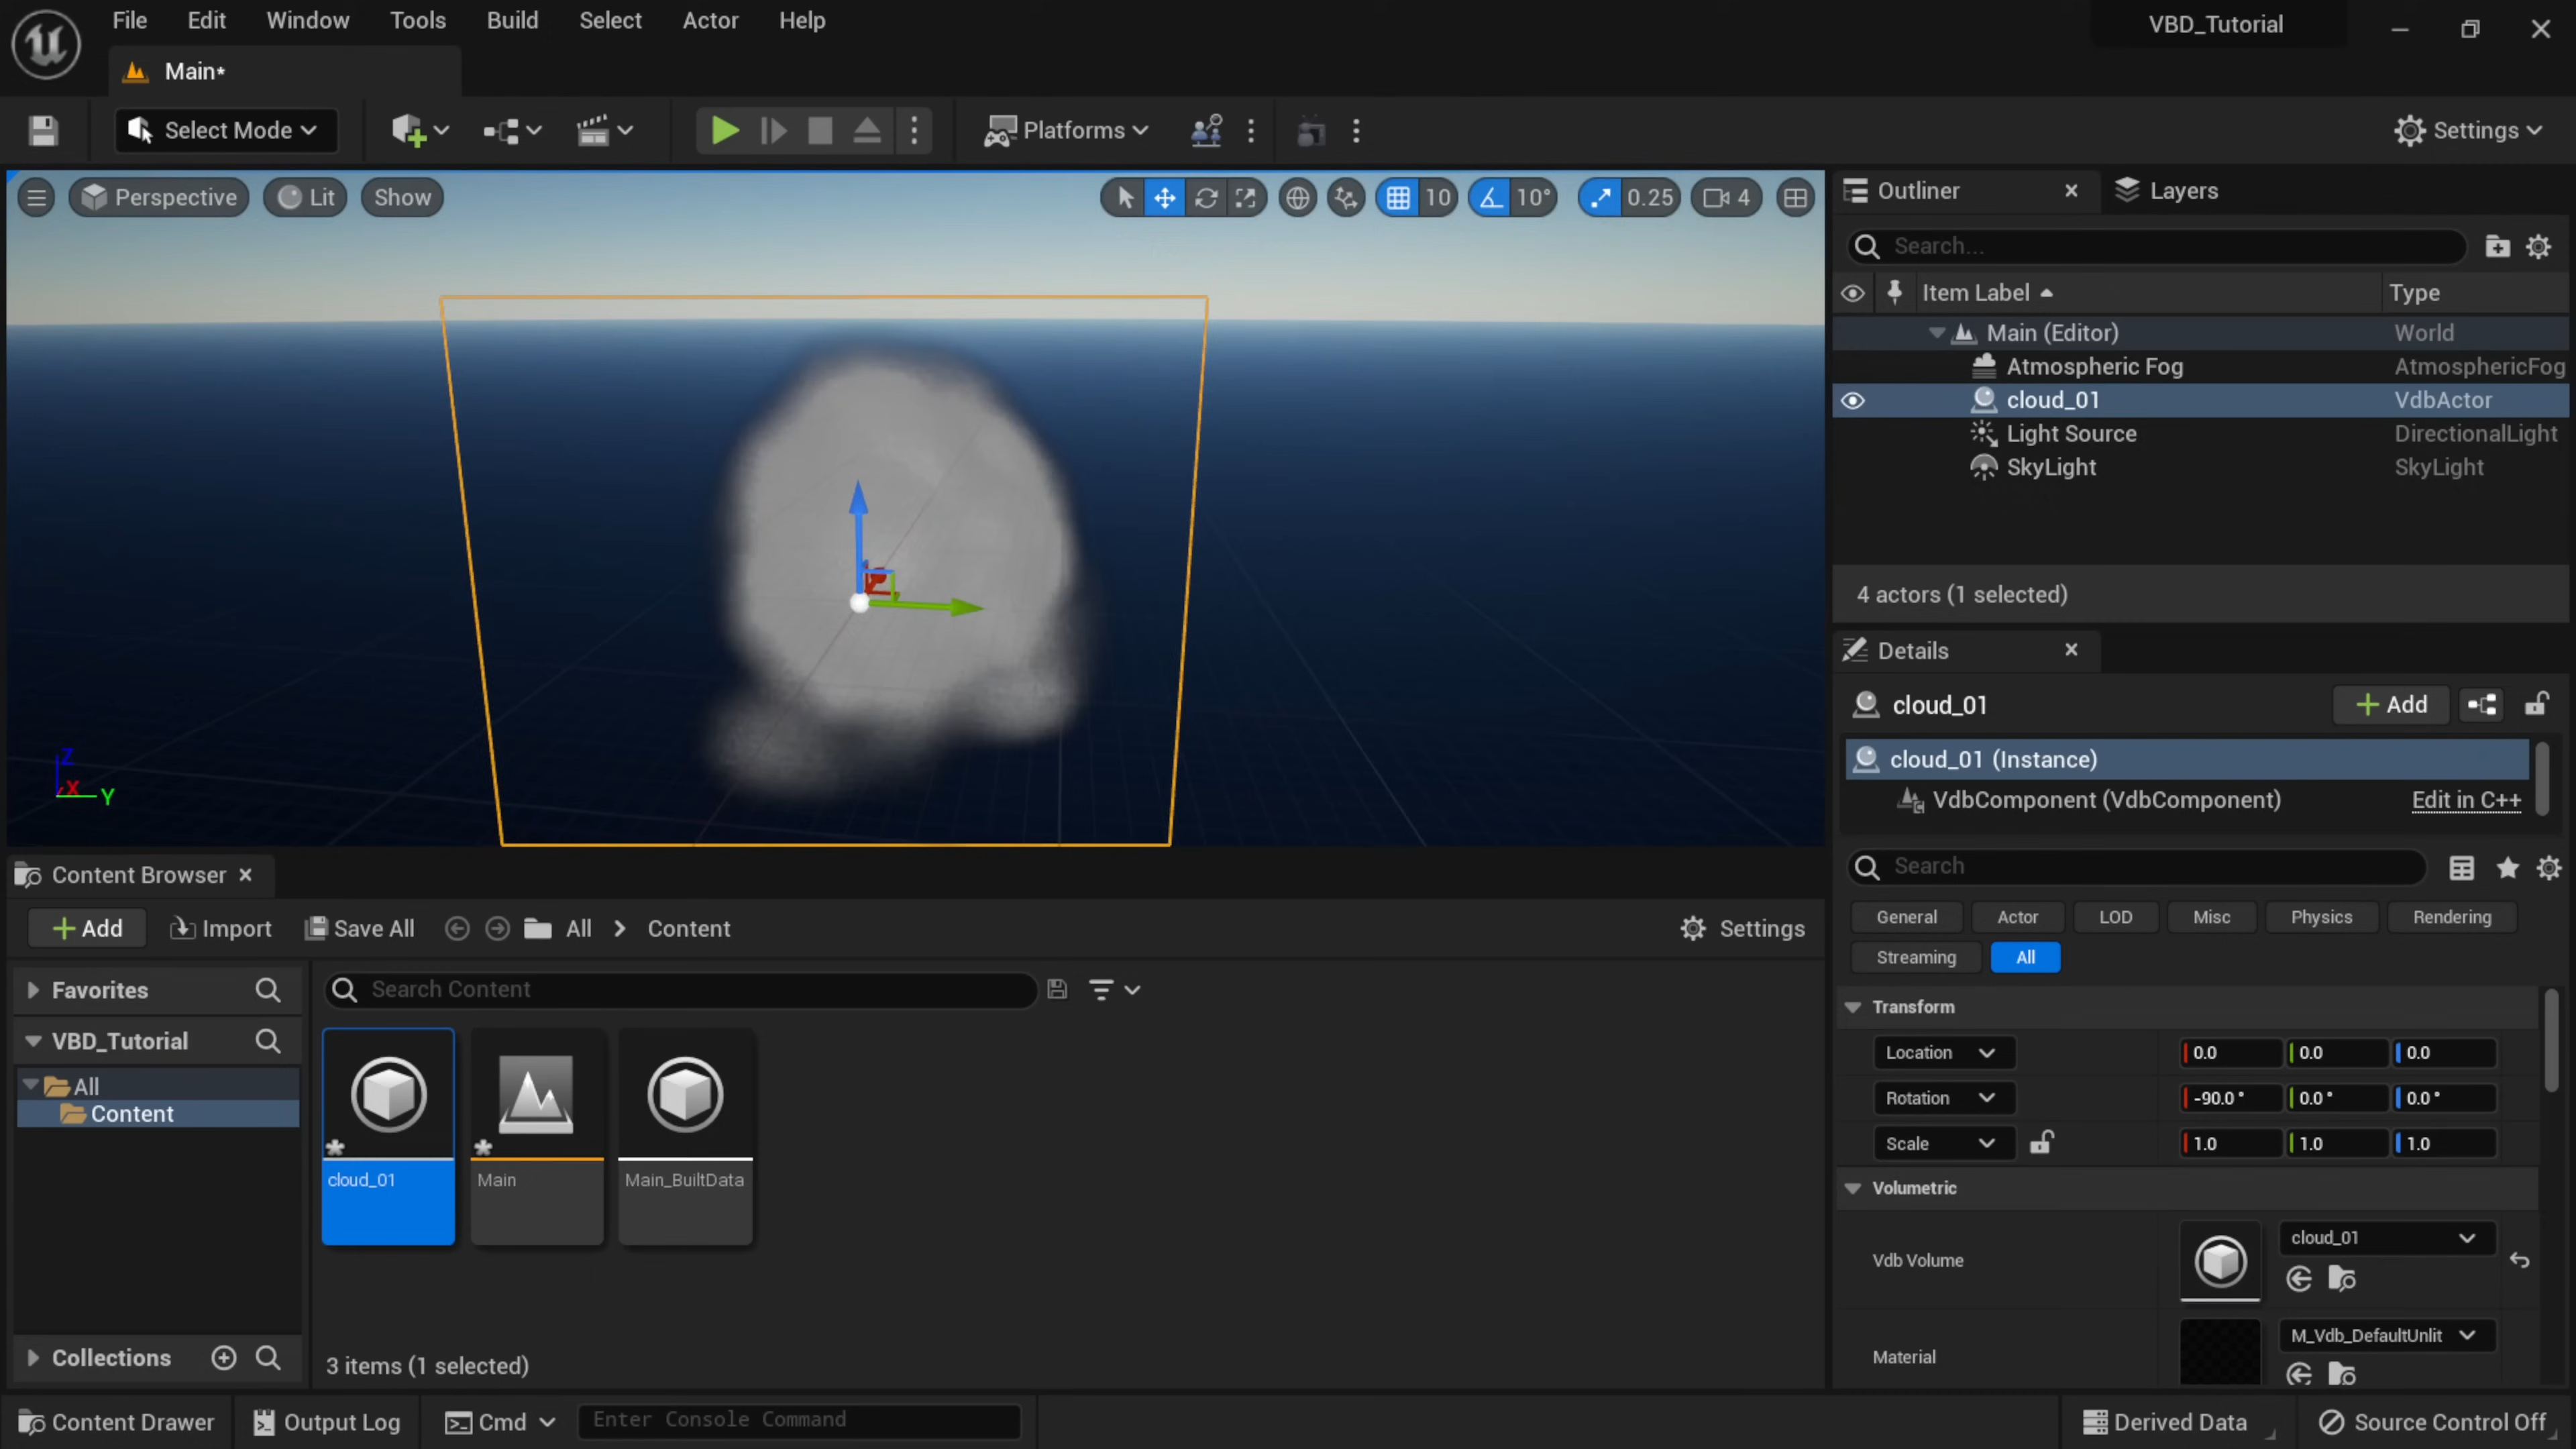 File Edit Window Tools Build Select Actor Help
VBD_Tutorial
Main*
Select Mode
Platforms
Settings
Perspective Lit Show
10 10° 0.25 4
Outliner Layers
Search...
Item Label Type
Main (Editor) World
Atmospheric Fog AtmosphericFog
cloud_01 VdbActor
Light Source DirectionalLight
SkyLight SkyLight
4 actors (1 selected)
Details
cloud_01 Add
cloud_01 (Instance)
VdbComponent (VdbComponent) Edit in C++
Search
General Actor LOD Misc Physics Rendering
Streaming All
Transform
Location 0.0 0.0 0.0
Rotation -90.0 ° 0.0 ° 0.0 °
Scale 1.0 1.0 1.0
Volumetric
Vdb Volume cloud_01
Material M_Vdb_DefaultUnlit
Z
X
Y
Content Browser
Add Import Save All All Content Settings
Favorites
Search Content
VBD_Tutorial
All
Content
cloud_01 Main Main_BuiltData
Collections
3 items (1 selected)
Content Drawer Output Log Cmd Enter Console Command Derived Data Source Control Off